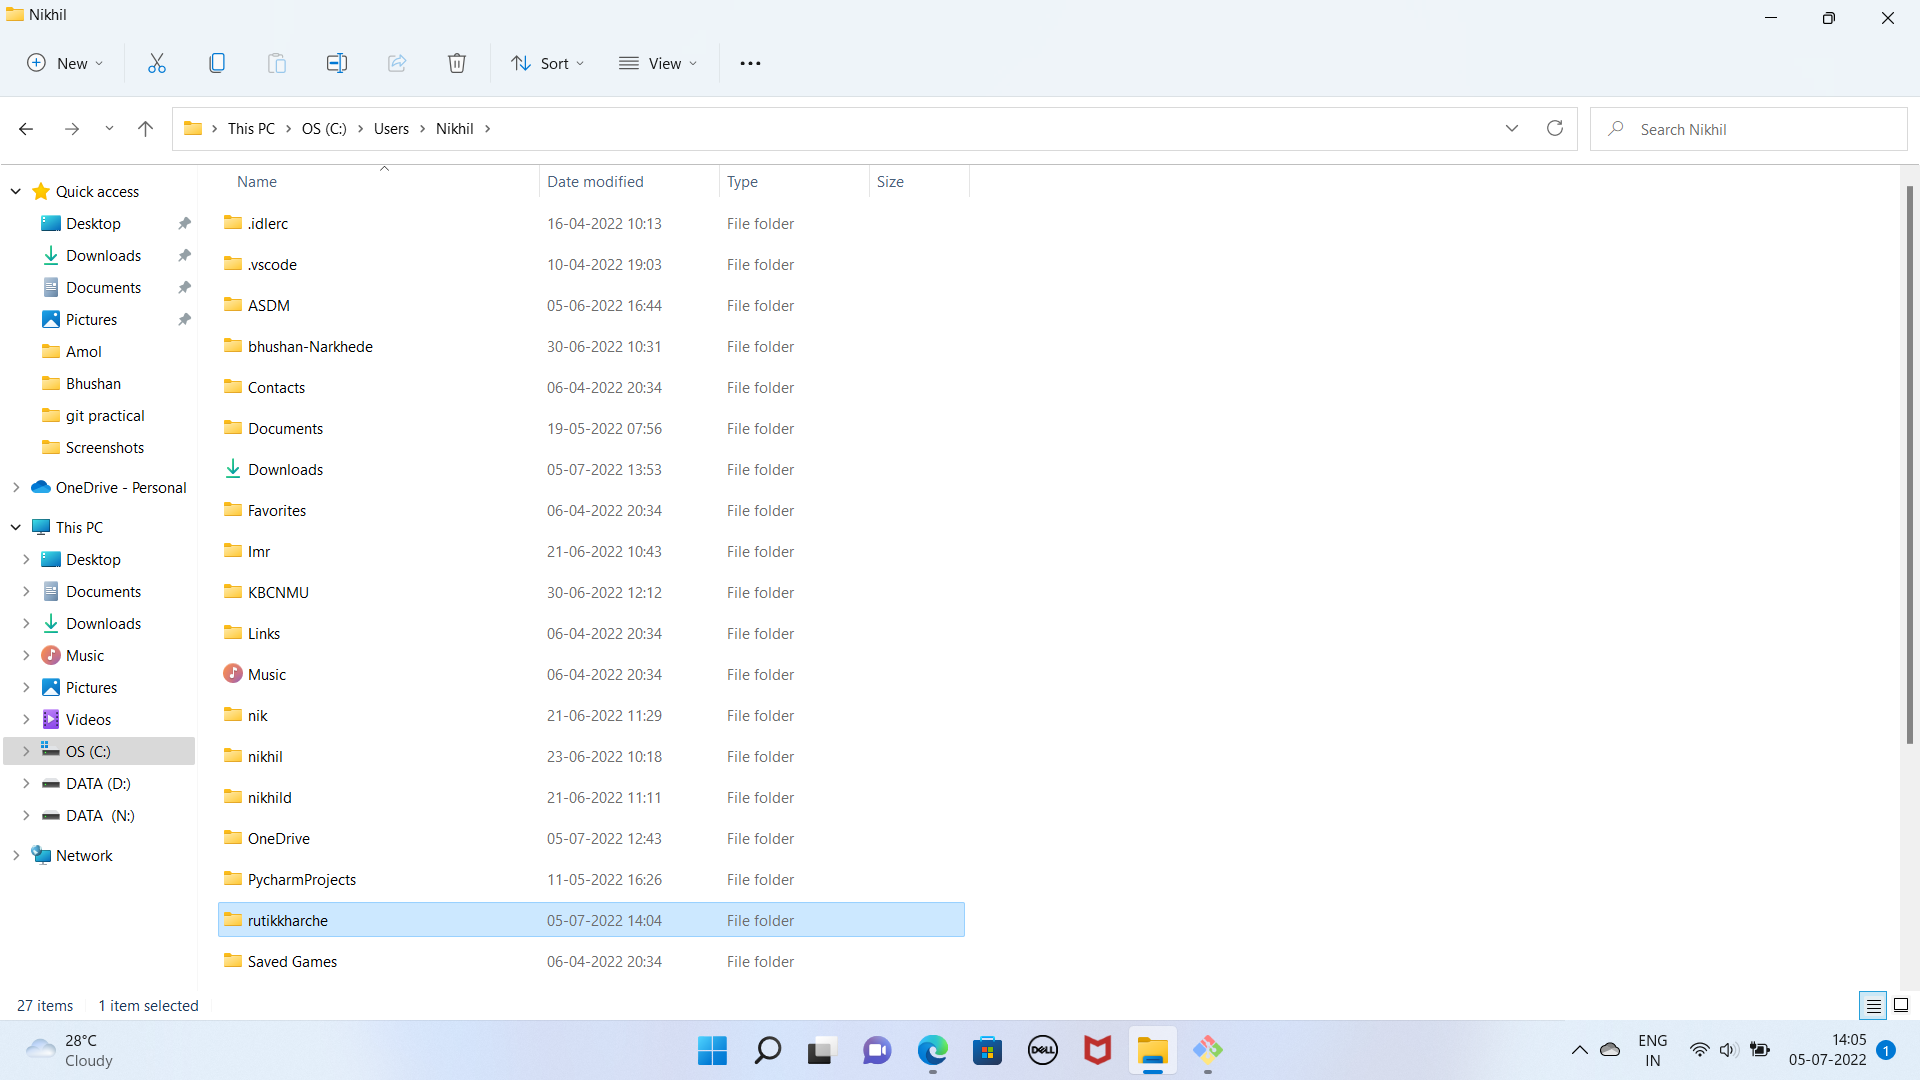 Nikhil
New
Sort
View
This PC OS (C:) Users Nikhil
Search Nikhil
Name Date modified Type Size
Quick access
Desktop
Downloads
Documents
Pictures
Amol
Bhushan
git practical
Screenshots
OneDrive - Personal
This PC
Desktop
Documents
Downloads
Music
Pictures
Videos
OS (C:)
DATA (D:)
DATA (N:)
Network
.idlerc 16-04-2022 10:13 File folder
.vscode 10-04-2022 19:03 File folder
ASDM 05-06-2022 16:44 File folder
bhushan-Narkhede 30-06-2022 10:31 File folder
Contacts 06-04-2022 20:34 File folder
Documents 19-05-2022 07:56 File folder
Downloads 05-07-2022 13:53 File folder
Favorites 06-04-2022 20:34 File folder
Imr 21-06-2022 10:43 File folder
KBCNMU 30-06-2022 12:12 File folder
Links 06-04-2022 20:34 File folder
Music 06-04-2022 20:34 File folder
nik 21-06-2022 11:29 File folder
nikhil 23-06-2022 10:18 File folder
nikhild 21-06-2022 11:11 File folder
OneDrive 05-07-2022 12:43 File folder
PycharmProjects 11-05-2022 16:26 File folder
rutikkharche 05-07-2022 14:04 File folder
Saved Games 06-04-2022 20:34 File folder
27 items 1 item selected
28°C
Cloudy
DELL
ENG
IN
14:05
05-07-2022
1